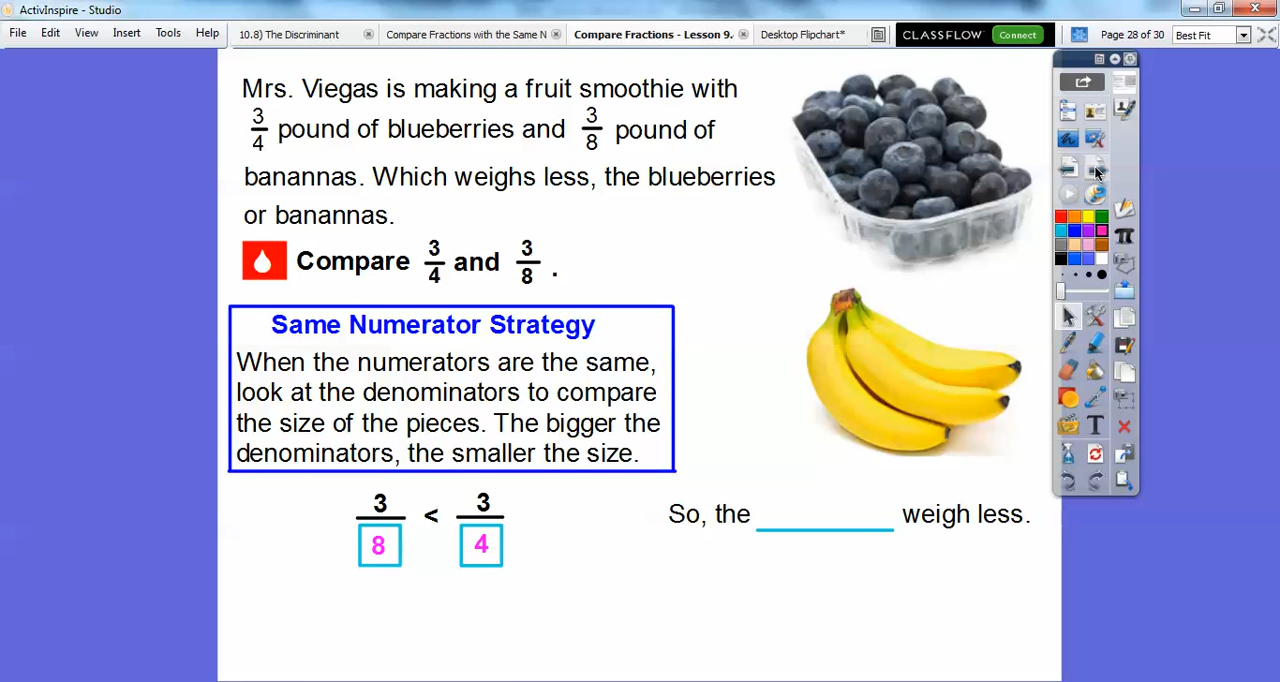 ActivInspire - Studio
File Edit View Insert Tools Help
10.8) The Discriminant
Compare Fractions with the Same N
Compare Fractions - Lesson 9.
Desktop Flipchart*
CLASSFLOW Connect
Page 28 of 30
Best Fit
Mrs. Viegas is making a fruit smoothie with
3/4 pound of blueberries and 3/8 pound of
banannas. Which weighs less, the blueberries
or banannas.
Compare 3/4 and 3/8 .
Same Numerator Strategy
When the numerators are the same,
look at the denominators to compare
the size of the pieces. The bigger the
denominators, the smaller the size.
3/8 < 3/4
So, the ________ weigh less.